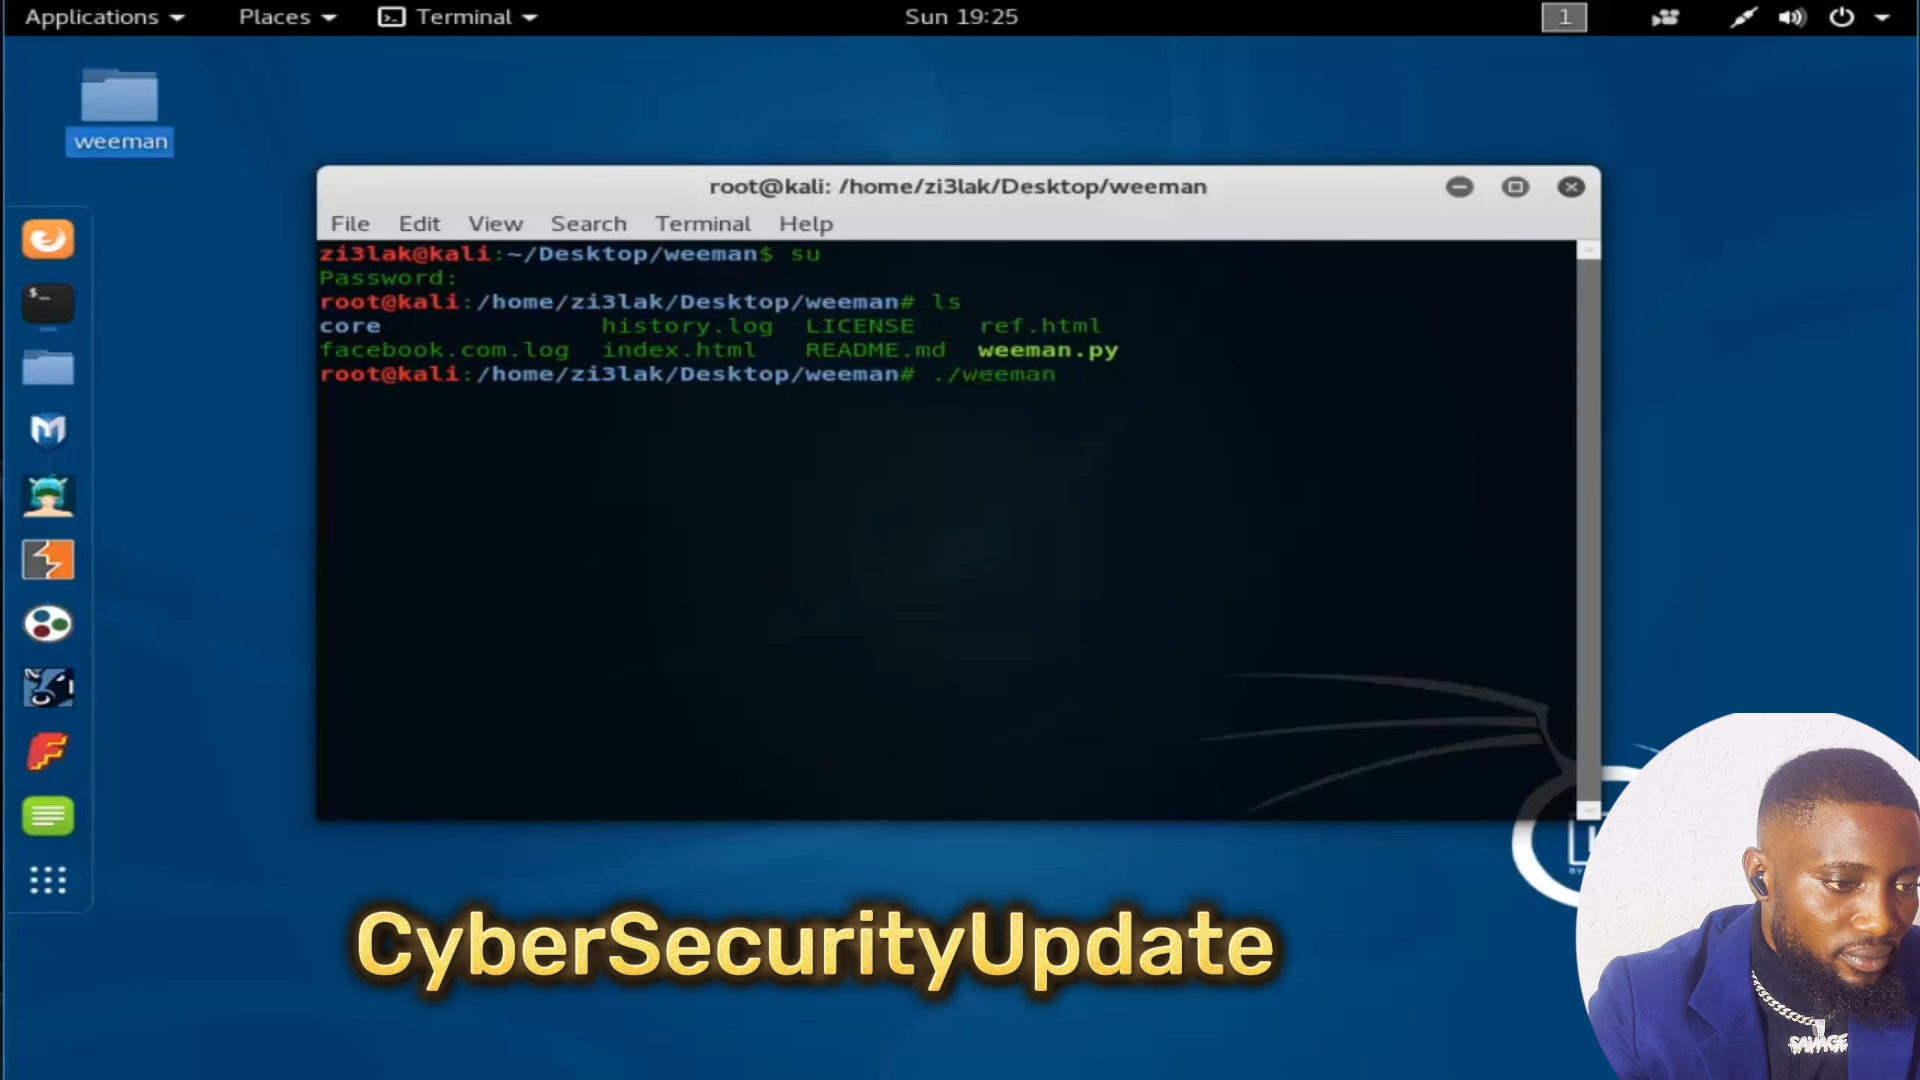 Applications Places Terminal Sun 19:25 1
weeman
root@kali: /home/zi3lak/Desktop/weeman
File Edit View Search Terminal Help
zi3lak@kali:~/Desktop/weeman$ su
Password:
root@kali:/home/zi3lak/Desktop/weeman# ls
core history.log LICENSE ref.html
facebook.com.log index.html README.md weeman.py
root@kali:/home/zi3lak/Desktop/weeman# ./weeman
CyberSecurityUpdate
SAVAGE